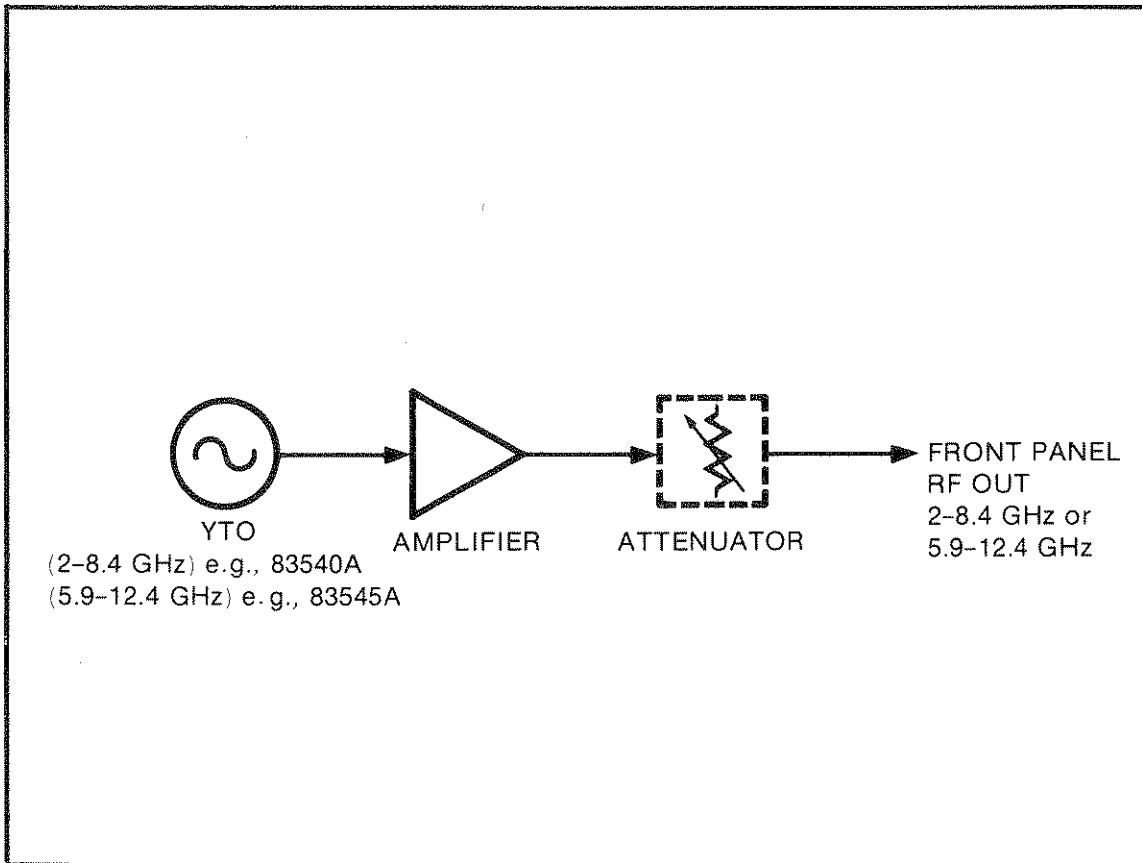 YTO
(2–8.4 GHz) e.g., 83540A
(5.9–12.4 GHz) e.g., 83545A
AMPLIFIER
ATTENUATOR
FRONT PANEL
RF OUT
2–8.4 GHz or
5.9–12.4 GHz